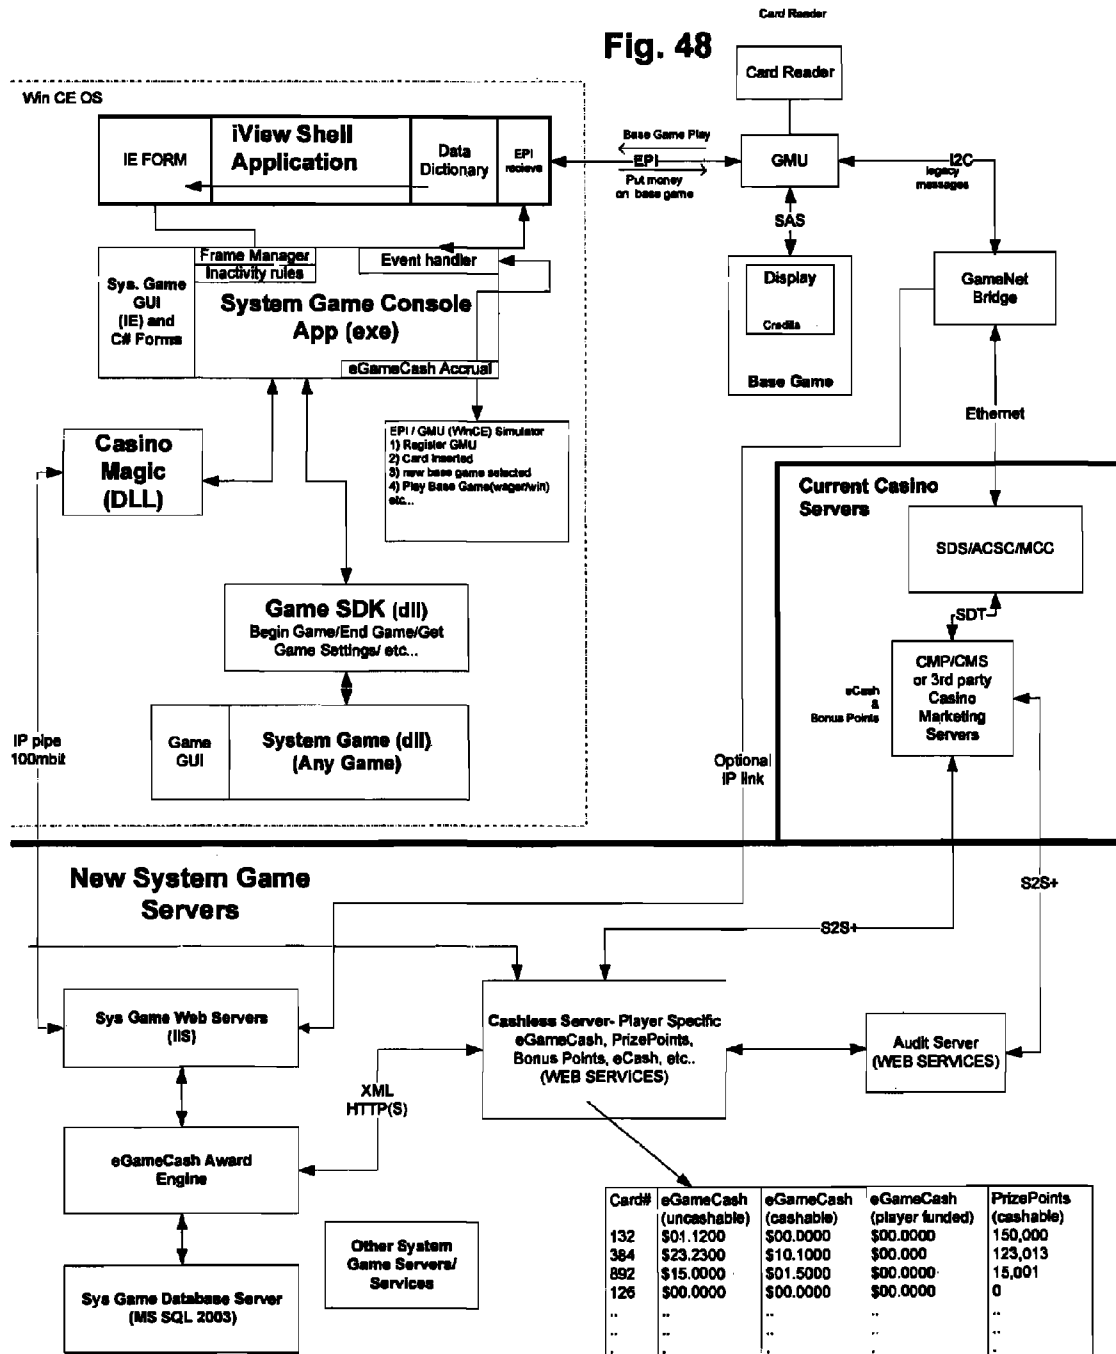 Card Reader
Fig. 48
Card Reader
Win CE OS
IE FORM
iView Shell
Application
Data
Dictionary
EPI
recieve
Base Game Play
EPI
Put money
on base game
GMU
I2C
legacy
messages
SAS
Frame Manager
Inactivity rules
Event handler
Sys. Game
GUI
(IE) and
C# Forms
System Game Console
App (exe)
eGameCash Accrual
Display
Credits
Base Game
GameNet
Bridge
Ethernet
Casino
Magic
(DLL)
EPI / GMU (WinCE) Simulator
1) Register GMU
2) Card Inserted
3) new base game selected
4) Play Base Game(wager/win)
etc...
Current Casino
Servers
SDS/ACSC/MCC
SDT
Game SDK (dll)
Begin Game/End Game/Get
Game Settings/ etc...
CMP/CMS
or 3rd party
Casino
Marketing
Servers
eCash
&
Bonus Points
Game
GUI
System Game (dll)
(Any Game)
IP pipe
100mbit
Optional
IP link
New System Game
Servers
S2S+
S2S+
Sys Game Web Servers
(IIS)
Cashless Server- Player Specific
eGameCash, PrizePoints,
Bonus Points, eCash, etc..
(WEB SERVICES)
Audit Server
(WEB SERVICES)
XML
HTTP(S)
eGameCash Award
Engine
Other System
Game Servers/
Services
Sys Game Database Server
(MS SQL 2003)
Card# eGameCash eGameCash eGameCash PrizePoints
(uncashable) (cashable) (player funded) (cashable)
132 $01.1200 $00.0000 $00.0000 150,000
384 $23.2300 $10.1000 $00.000 123,013
892 $15.0000 $01.5000 $00.0000 15,001
126 $00.0000 $00.0000 $00.0000 0
.. .. .. .. ..
.. .. .. .. ..
. . . . .